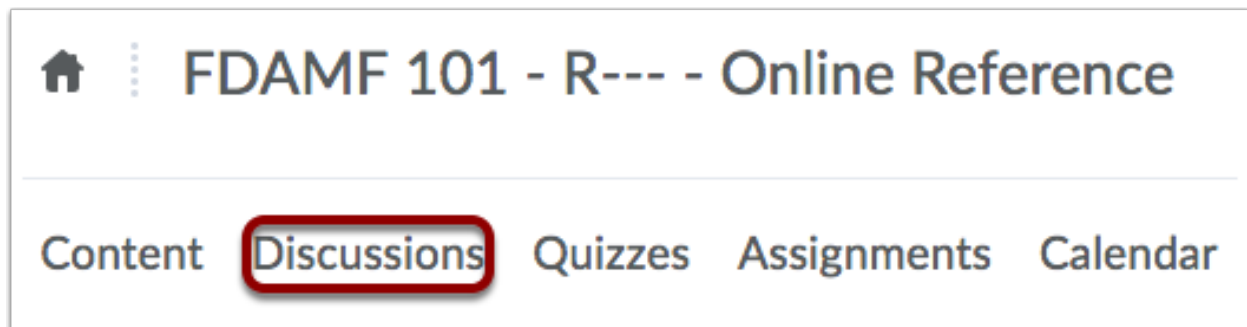 FDAMF 101 - R--- - Online Reference
Content Discussions Quizzes Assignments Calendar